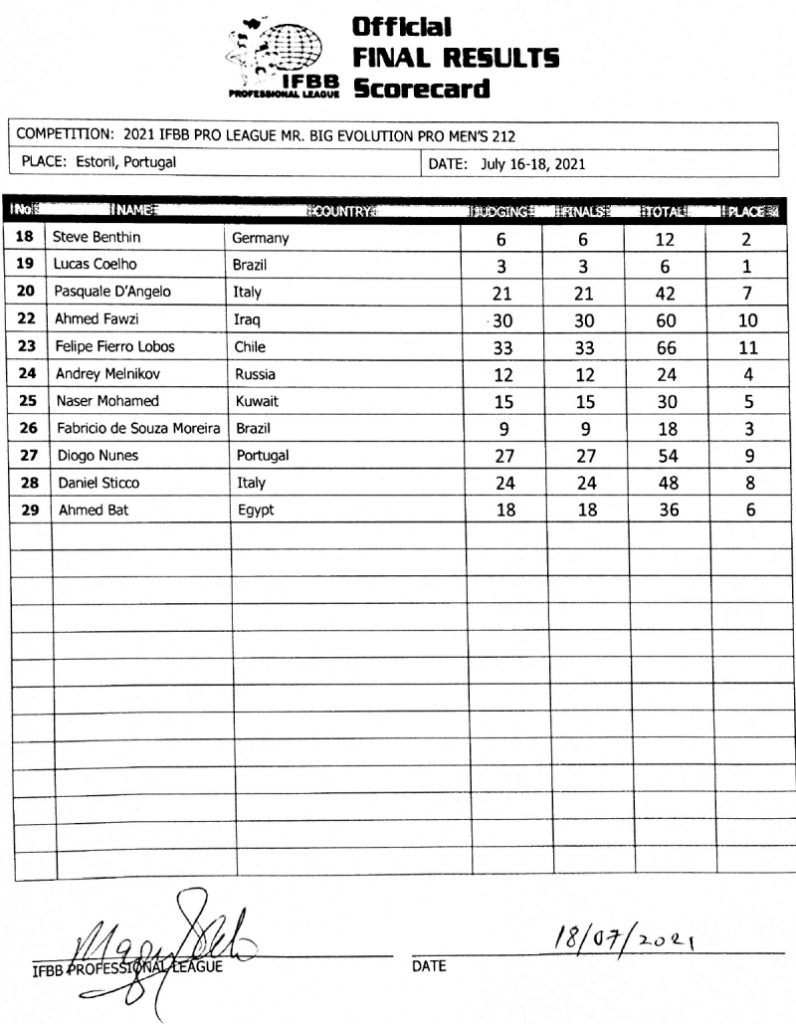 Official
FINAL RESULTS
Scorecard
IFBB
PROFESSIONAL LEAGUE
COMPETITION: 2021 IFBB PRO LEAGUE MR. BIG EVOLUTION PRO MEN'S 212
PLACE: Estoril, Portugal DATE: July 16-18, 2021
No NAME COUNTRY JUDGING FINALS TOTAL PLACE
18 Steve Benthin Germany 6 6 12 2
19 Lucas Coelho Brazil 3 3 6 1
20 Pasquale D'Angelo Italy 21 21 42 7
22 Ahmed Fawzi Iraq 30 30 60 10
23 Felipe Fierro Lobos Chile 33 33 66 11
24 Andrey Melnikov Russia 12 12 24 4
25 Naser Mohamed Kuwait 15 15 30 5
26 Fabricio de Souza Moreira Brazil 9 9 18 3
27 Diogo Nunes Portugal 27 27 54 9
28 Daniel Sticco Italy 24 24 48 8
29 Ahmed Bat Egypt 18 18 36 6
18/07/2021
IFBB PROFESSIONAL LEAGUE DATE